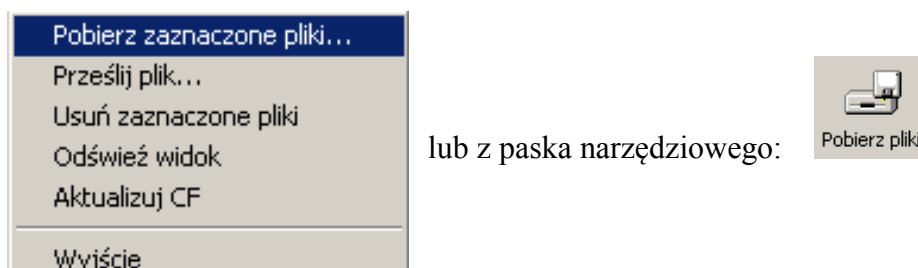 Pobierz zaznaczone pliki...
Prześlij plik...
Usuń zaznaczone pliki
Odśwież widok
Aktualizuj CF
Wyjście
lub z paska narzędziowego:
Pobierz pliki